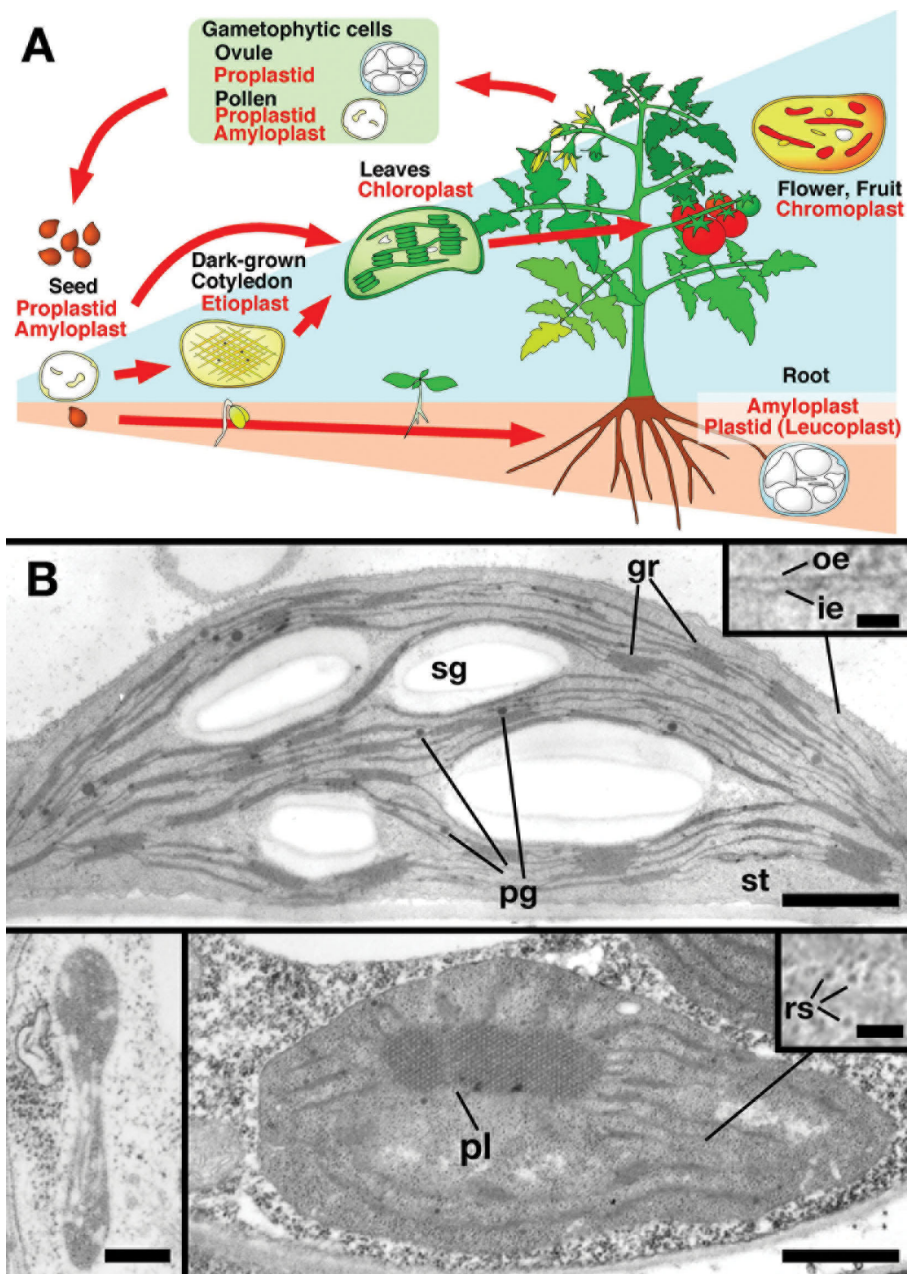 A
Gametophytic cells
Ovule
Proplastid
Pollen
Proplastid
Amyloplast
Leaves
Chloroplast
Flower, Fruit
Chromoplast
Dark-grown
Cotyledon
Etioplast
Seed
Proplastid
Amyloplast
Root
Amyloplast
Plastid (Leucoplast)
B
gr
oe
ie
sg
pg
st
rs
pl